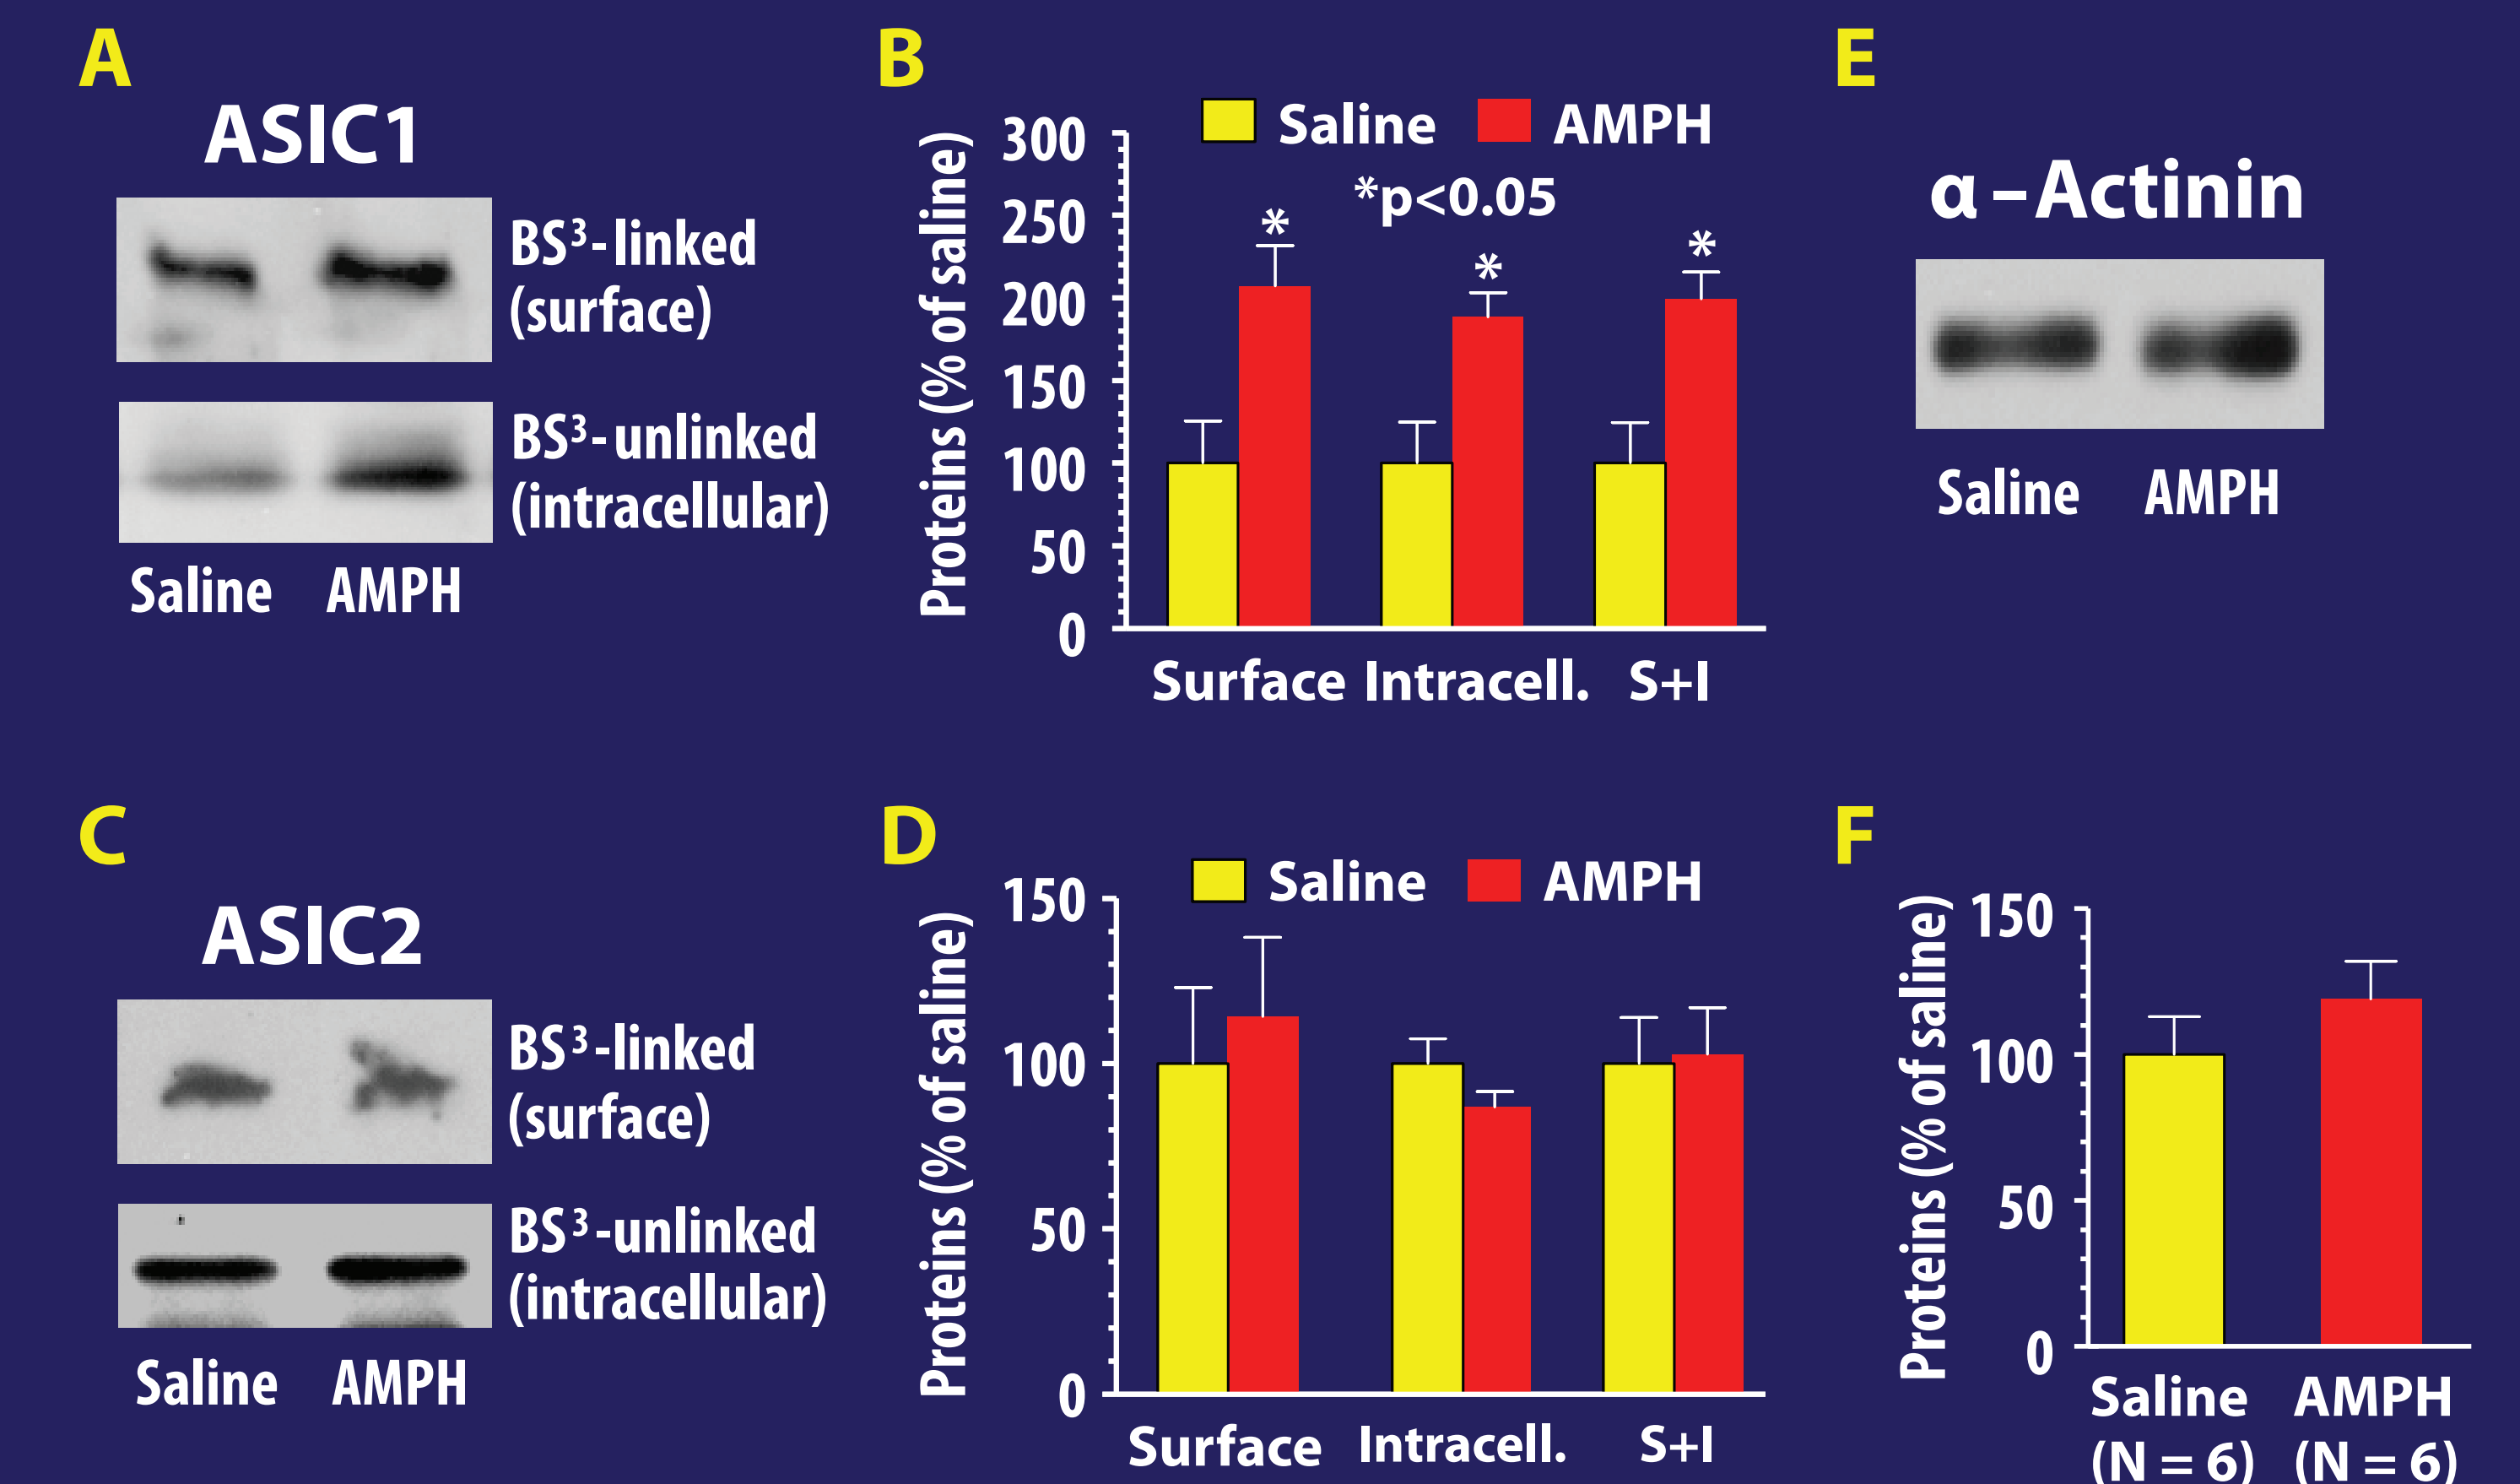 A
ASIC1
BS³-linked
(surface)
BS³-unlinked
(intracellular)
Saline AMPH
B
Saline AMPH
*p<0.05
Proteins (% of saline)
300
250
200
150
100
50
0
* * *
Surface Intracell. S+I
E
α–Actinin
Saline AMPH
C
ASIC2
BS³-linked
(surface)
BS³-unlinked
(intracellular)
Saline AMPH
D
Saline AMPH
Proteins (% of saline)
150
100
50
0
Surface Intracell. S+I
F
Proteins (% of saline)
150
100
50
0
Saline AMPH
(N = 6) (N = 6)